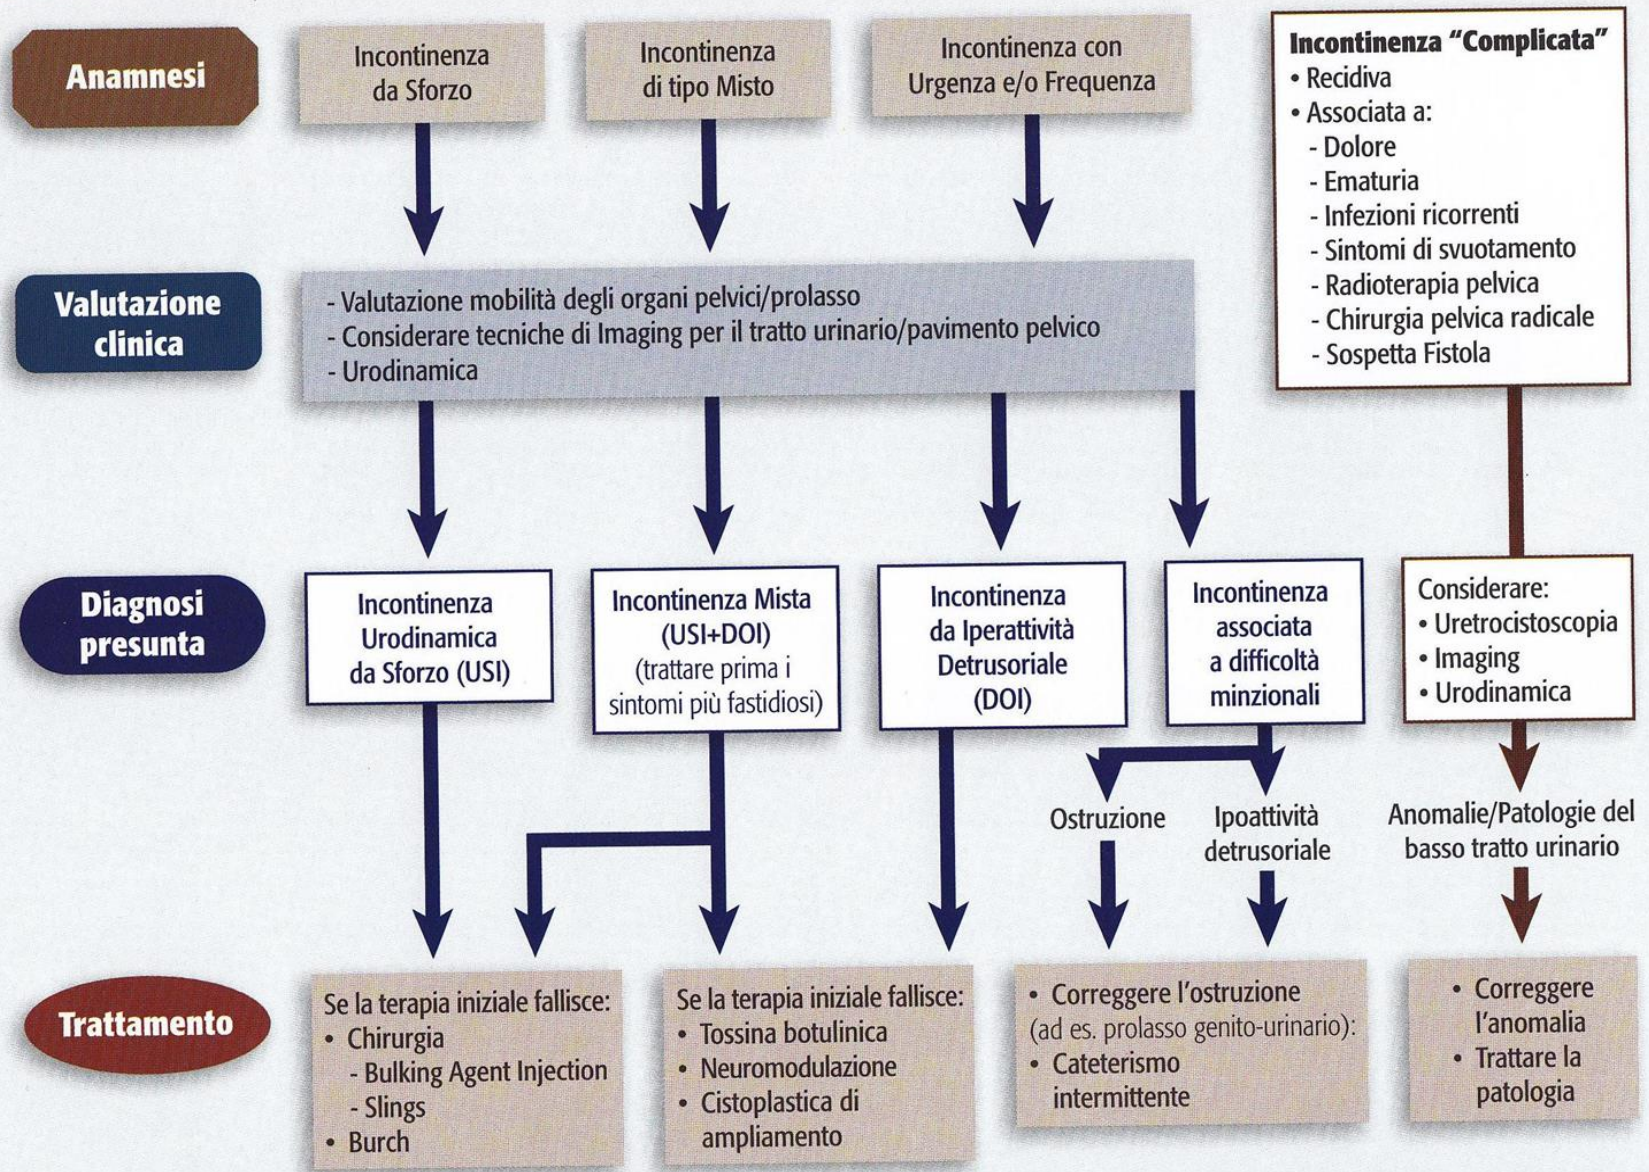 Anamnesi
Incontinenza
da Sforzo
Incontinenza
di tipo Misto
Incontinenza con
Urgenza e/o Frequenza
Incontinenza “Complicata”
• Recidiva
• Associata a:
- Dolore
- Ematuria
- Infezioni ricorrenti
- Sintomi di svuotamento
- Radioterapia pelvica
- Chirurgia pelvica radicale
- Sospetta Fistola
Valutazione
clinica
- Valutazione mobilità degli organi pelvici/prolasso
- Considerare tecniche di Imaging per il tratto urinario/pavimento pelvico
- Urodinamica
Diagnosi
presunta
Incontinenza
Urodinamica
da Sforzo (USI)
Incontinenza Mista
(USI+DOI)
(trattare prima i
sintomi più fastidiosi)
Incontinenza
da Iperattività
Detrusoriale
(DOI)
Incontinenza
associata
a difficoltà
minzionali
Considerare:
• Uretrocistoscopia
• Imaging
• Urodinamica
Ostruzione
Ipoattività
detrusoriale
Anomalie/Patologie del
basso tratto urinario
Trattamento
Se la terapia iniziale fallisce:
• Chirurgia
- Bulking Agent Injection
- Slings
• Burch
Se la terapia iniziale fallisce:
• Tossina botulinica
• Neuromodulazione
• Cistoplastica di
ampliamento
• Correggere l’ostruzione
(ad es. prolasso genito-urinario):
• Cateterismo
intermittente
• Correggere
l’anomalia
• Trattare la
patologia